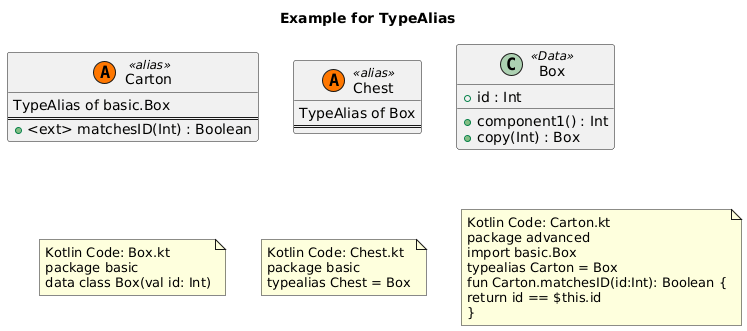 Example for TypeAlias
A
«alias»
Carton
TypeAlias of basic.Box
<ext> matchesID(Int) : Boolean
A
«alias»
Chest
TypeAlias of Box
C
«Data»
Box
id : Int
component1() : Int
copy(Int) : Box
Kotlin Code: Box.kt
package basic
data class Box(val id: Int)
Kotlin Code: Chest.kt
package basic
typealias Chest = Box
Kotlin Code: Carton.kt
package advanced
import basic.Box
typealias Carton = Box
fun Carton.matchesID(id:Int): Boolean {
return id == $this.id
}